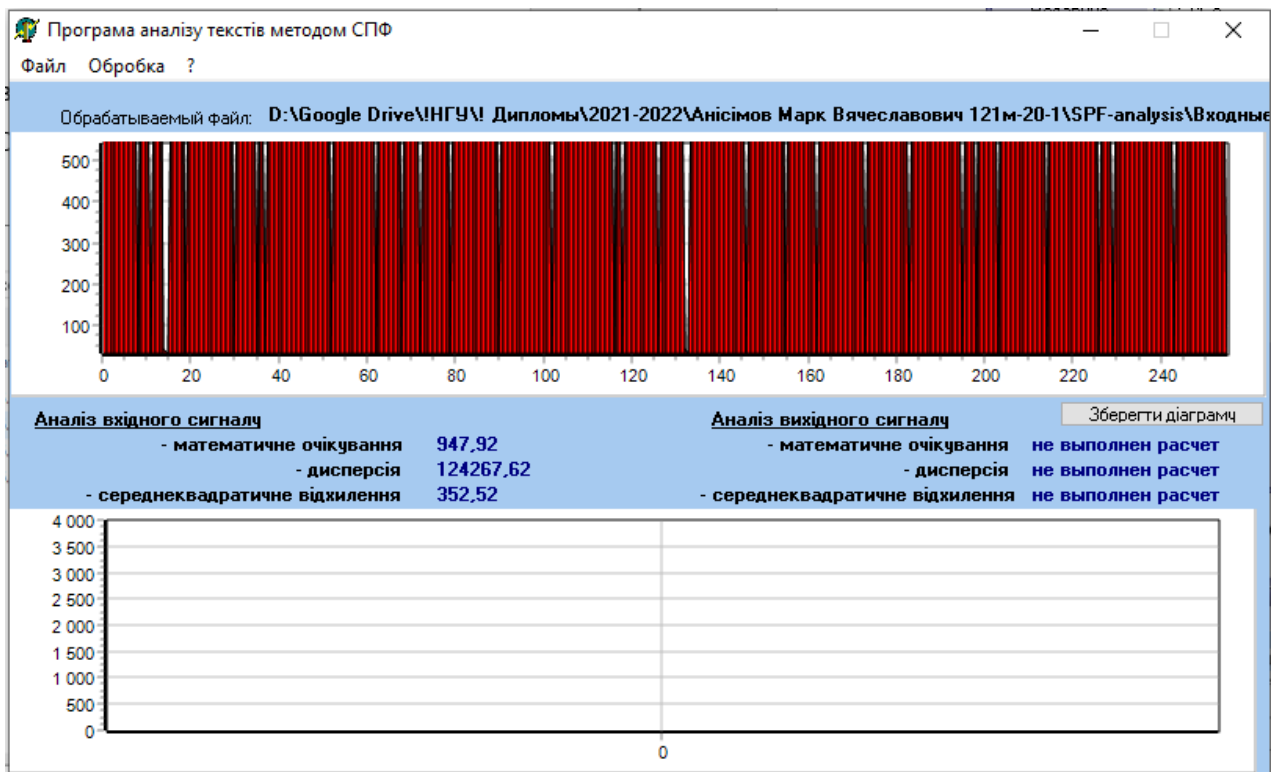 Програма аналізу текстів методом СПФ
Файл Обробка ?
Обрабатываемый файл: D:\Google Drive\!НГУ\! Дипломы\2021-2022\Анісімов Марк Вячеславович 121м-20-1\SPF-analysis\Входные
500
400
300
200
100
0 20 40 60 80 100 120 140 160 180 200 220 240
Аналіз вхідного сигналу
- математичне очікування 947,92
- дисперсія 124267,62
- середнеквадратичне відхилення 352,52
Аналіз вихідного сигналу
Зберегти діаграму
- математичне очікування не выполнен расчет
- дисперсія не выполнен расчет
- середнеквадратичне відхилення не выполнен расчет
4 000
3 500
3 000
2 500
2 000
1 500
1 000
500
0
0